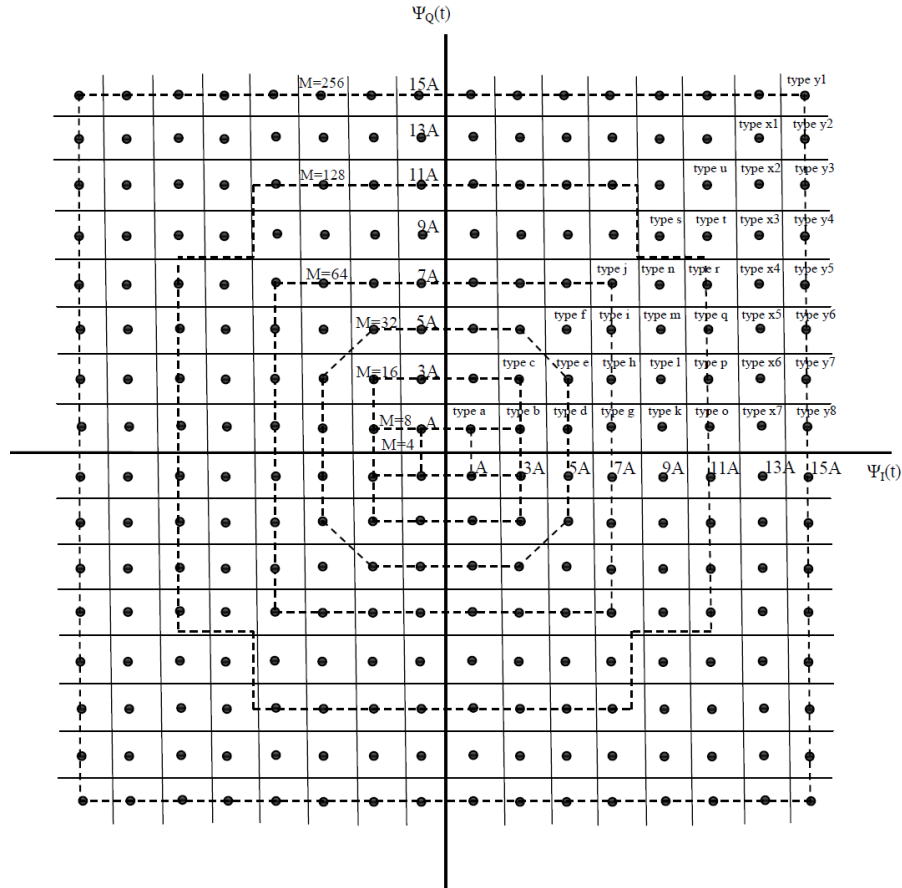 Ψ_Q(t)
M=256 15A type y1
13A type x1 type y2
M=128 11A type u type x2 type y3
9A type s type t type x3 type y4
M=64 7A type j type n type r type x4 type y5
M=32 5A type f type i type m type q type x5 type y6
M=16 3A type c type e type h type l type p type x6 type y7
M=8 A type a type b type d type g type k type o type x7 type y8
M=4
1A 3A 5A 7A 9A 11A 13A 15A Ψ_I(t)